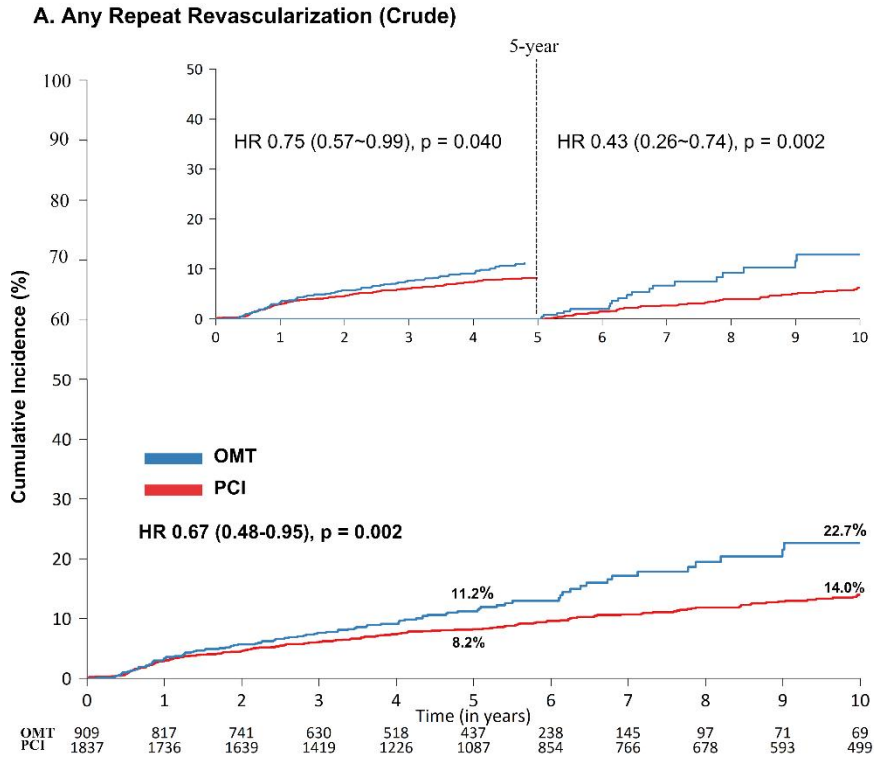 A. Any Repeat Revascularization (Crude)
5-year
50
40
30
20
10
0
HR 0.75 (0.57~0.99), p = 0.040
HR 0.43 (0.26~0.74), p = 0.002
0 1 2 3 4 5 6 7 8 9 10
Cumulative Incidence (%)
100
90
80
70
60
50
40
30
20
10
0
OMT
PCI
HR 0.67 (0.48-0.95), p = 0.002
11.2%
8.2%
22.7%
14.0%
0 1 2 3 4 5 6 7 8 9 10
Time (in years)
OMT 909 817 741 630 518 437 238 145 97 71 69
PCI 1837 1736 1639 1419 1226 1087 854 766 678 593 499